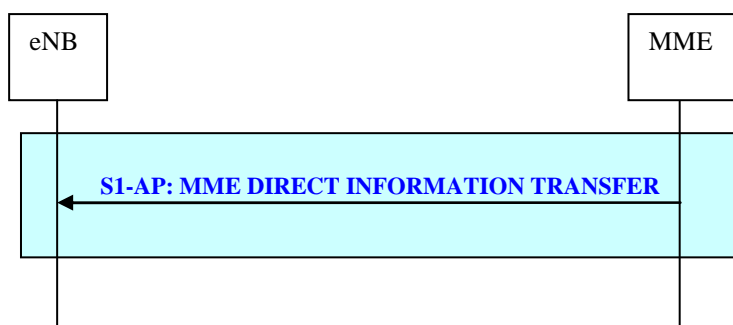 eNB
MME
S1-AP: MME DIRECT INFORMATION TRANSFER